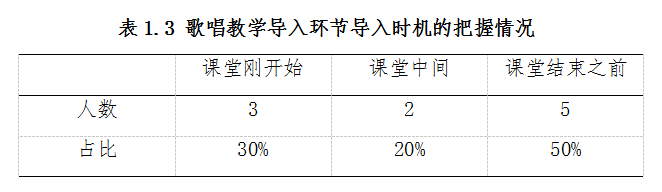 表 1.3 歌唱教学导入环节导入时机的把握情况
课堂刚开始 课堂中间 课堂结束之前
人数 3 2 5
占比 30% 20% 50%